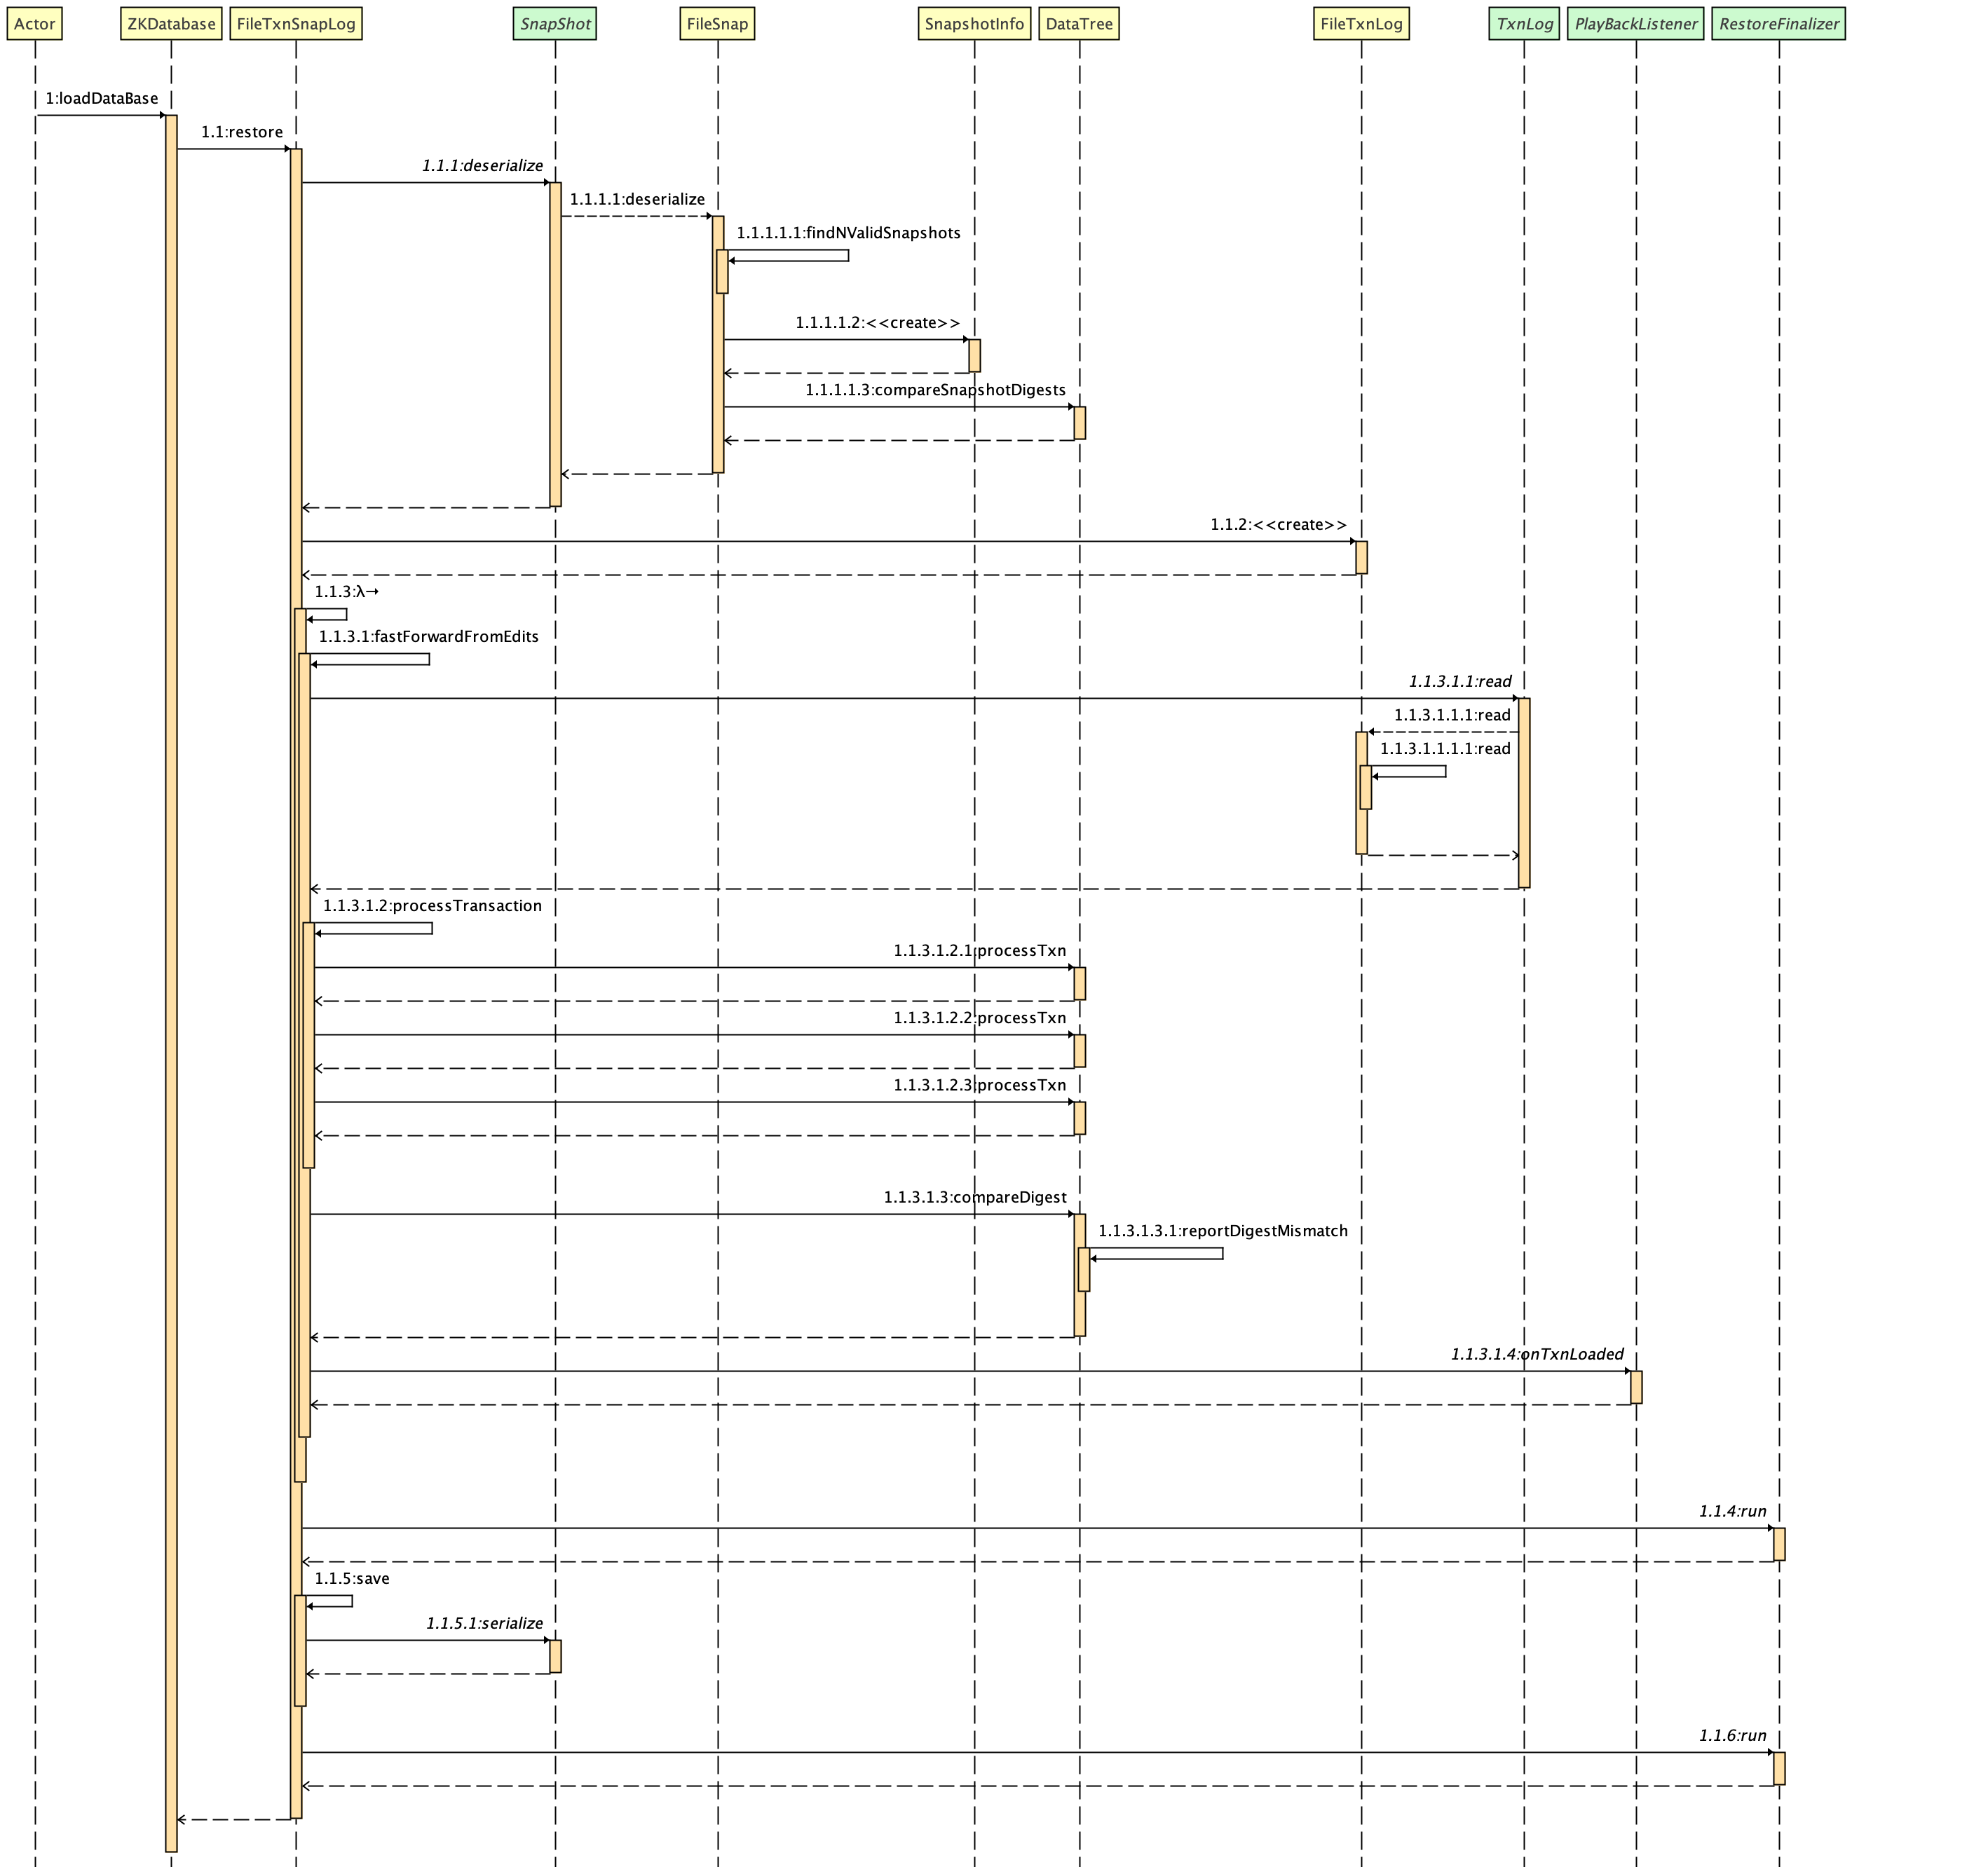 Actor
ZKDatabase
FileTxnSnapLog
SnapShot
FileSnap
SnapshotInfo
DataTree
FileTxnLog
TxnLog
PlayBackListener
RestoreFinalizer
1:loadDataBase
1.1:restore
1.1.1:deserialize
1.1.1.1:deserialize
1.1.1.1.1:findNValidSnapshots
1.1.1.1.2:<<create>>
1.1.1.1.3:compareSnapshotDigests
1.1.2:<<create>>
1.1.3:λ→
1.1.3.1:fastForwardFromEdits
1.1.3.1.1:read
1.1.3.1.1.1:read
1.1.3.1.1.1.1:read
1.1.3.1.2:processTransaction
1.1.3.1.2.1:processTxn
1.1.3.1.2.2:processTxn
1.1.3.1.2.3:processTxn
1.1.3.1.3:compareDigest
1.1.3.1.3.1:reportDigestMismatch
1.1.3.1.4:onTxnLoaded
1.1.4:run
1.1.5:save
1.1.5.1:serialize
1.1.6:run